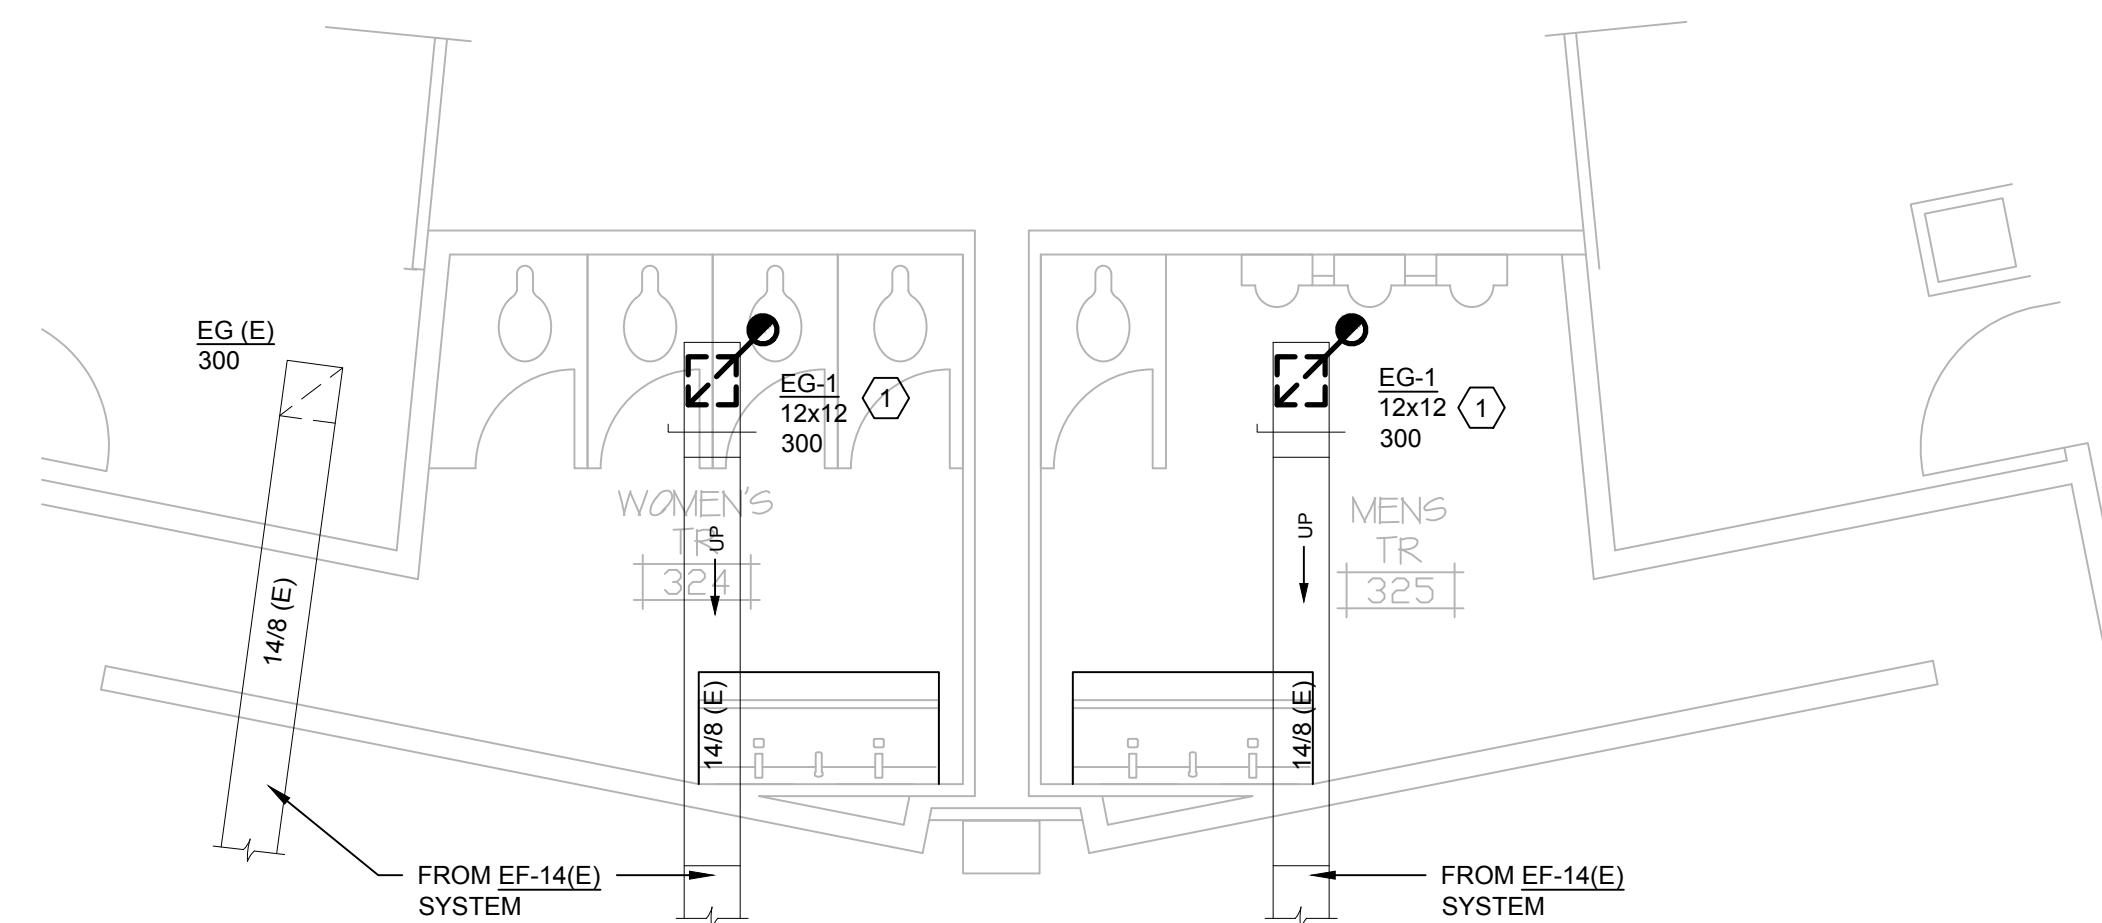 EG (E)
300
EG-1
12x12
300
1
EG-1
12x12
300
1
WOMEN'S
TR
324
UP
MENS
TR
325
UP
14/8 (E)
14/8 (E)
14/8 (E)
FROM EF-14(E)
SYSTEM
FROM EF-14(E)
SYSTEM